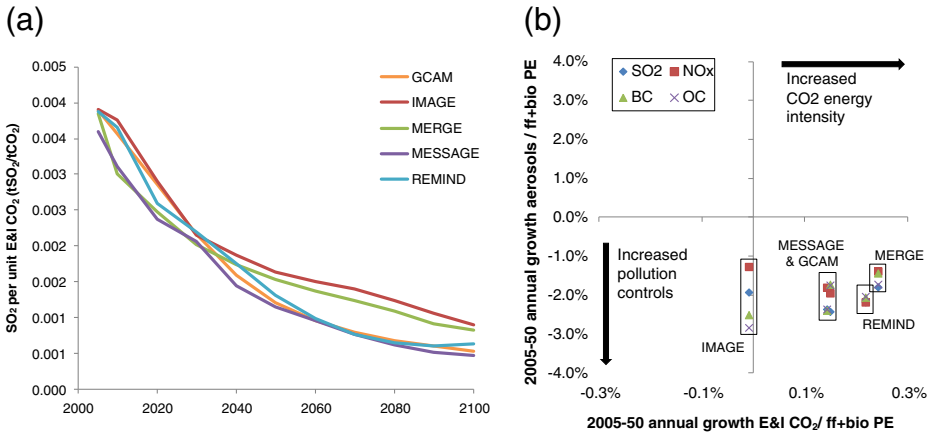 (a)
0.005
0.004
0.004
0.003
0.003
0.002
0.002
0.001
0.001
0.000
2000
2020
2040
2060
2080
2100
SO2 per unit E&I CO2 (tSO2/tCO2)
GCAM
IMAGE
MERGE
MESSAGE
REMIND
(b)
4.0%
3.0%
2.0%
1.0%
0.0%
-1.0%
-2.0%
-3.0%
-4.0%
-0.3%
-0.1%
0.1%
0.3%
2005-50 annual growth aerosols / ff+bio PE
2005-50 annual growth E&I CO2/ ff+bio PE
SO2
NOx
BC
OC
Increased
CO2 energy
intensity
Increased
pollution
controls
MESSAGE
& GCAM
MERGE
REMIND
IMAGE